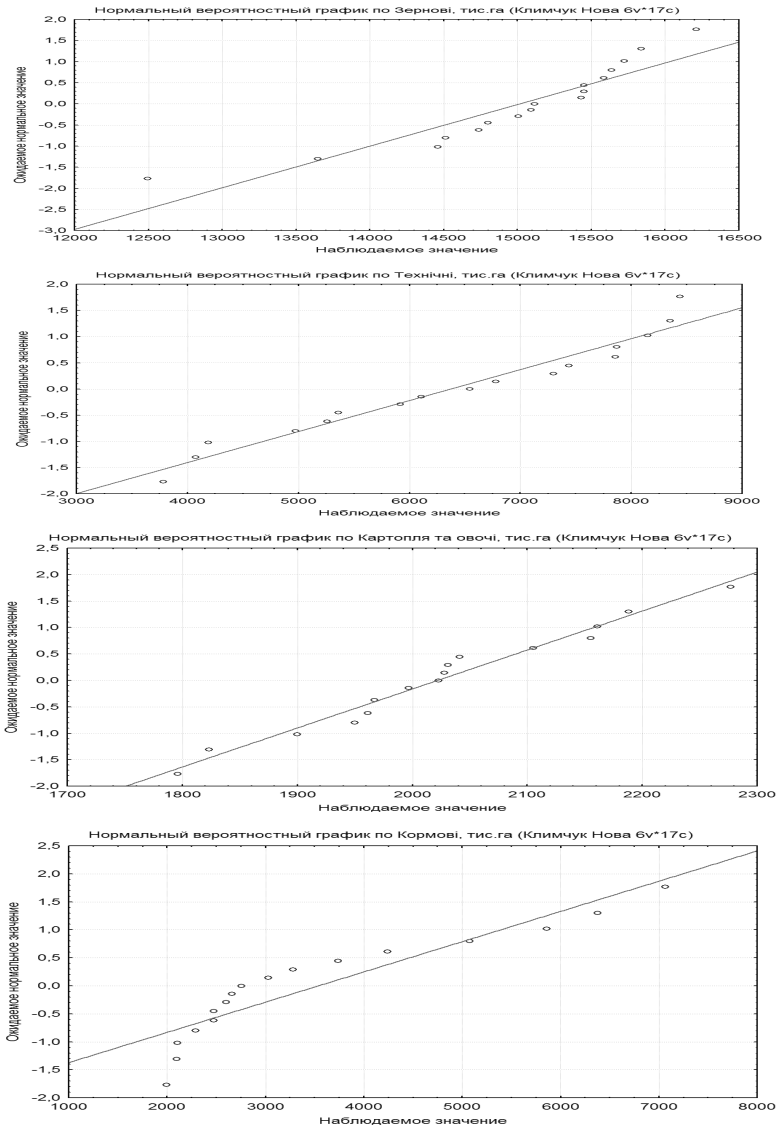 Нормальный вероятностный график по Зернові, тис.га (Климчук Нова 6v*17c)
2,0
1,5
1,0
0,5
0,0
-0,5
-1,0
-1,5
-2,0
-2,5
-3,0
Ожидаемое нормальное значение
12000 12500 13000 13500 14000 14500 15000 15500 16000 16500
Наблюдаемое значение
Нормальный вероятностный график по Технічні, тис.га (Климчук Нова 6v*17c)
2,0
1,5
1,0
0,5
0,0
-0,5
-1,0
-1,5
-2,0
Ожидаемое нормальное значение
3000 4000 5000 6000 7000 8000 9000
Наблюдаемое значение
Нормальный вероятностный график по Картопля та овочі, тис.га (Климчук Нова 6v*17c)
2,5
2,0
1,5
1,0
0,5
0,0
-0,5
-1,0
-1,5
-2,0
Ожидаемое нормальное значение
1700 1800 1900 2000 2100 2200 2300
Наблюдаемое значение
Нормальный вероятностный график по Кормові, тис.га (Климчук Нова 6v*17c)
2,5
2,0
1,5
1,0
0,5
0,0
-0,5
-1,0
-1,5
-2,0
Ожидаемое нормальное значение
1000 2000 3000 4000 5000 6000 7000 8000
Наблюдаемое значение